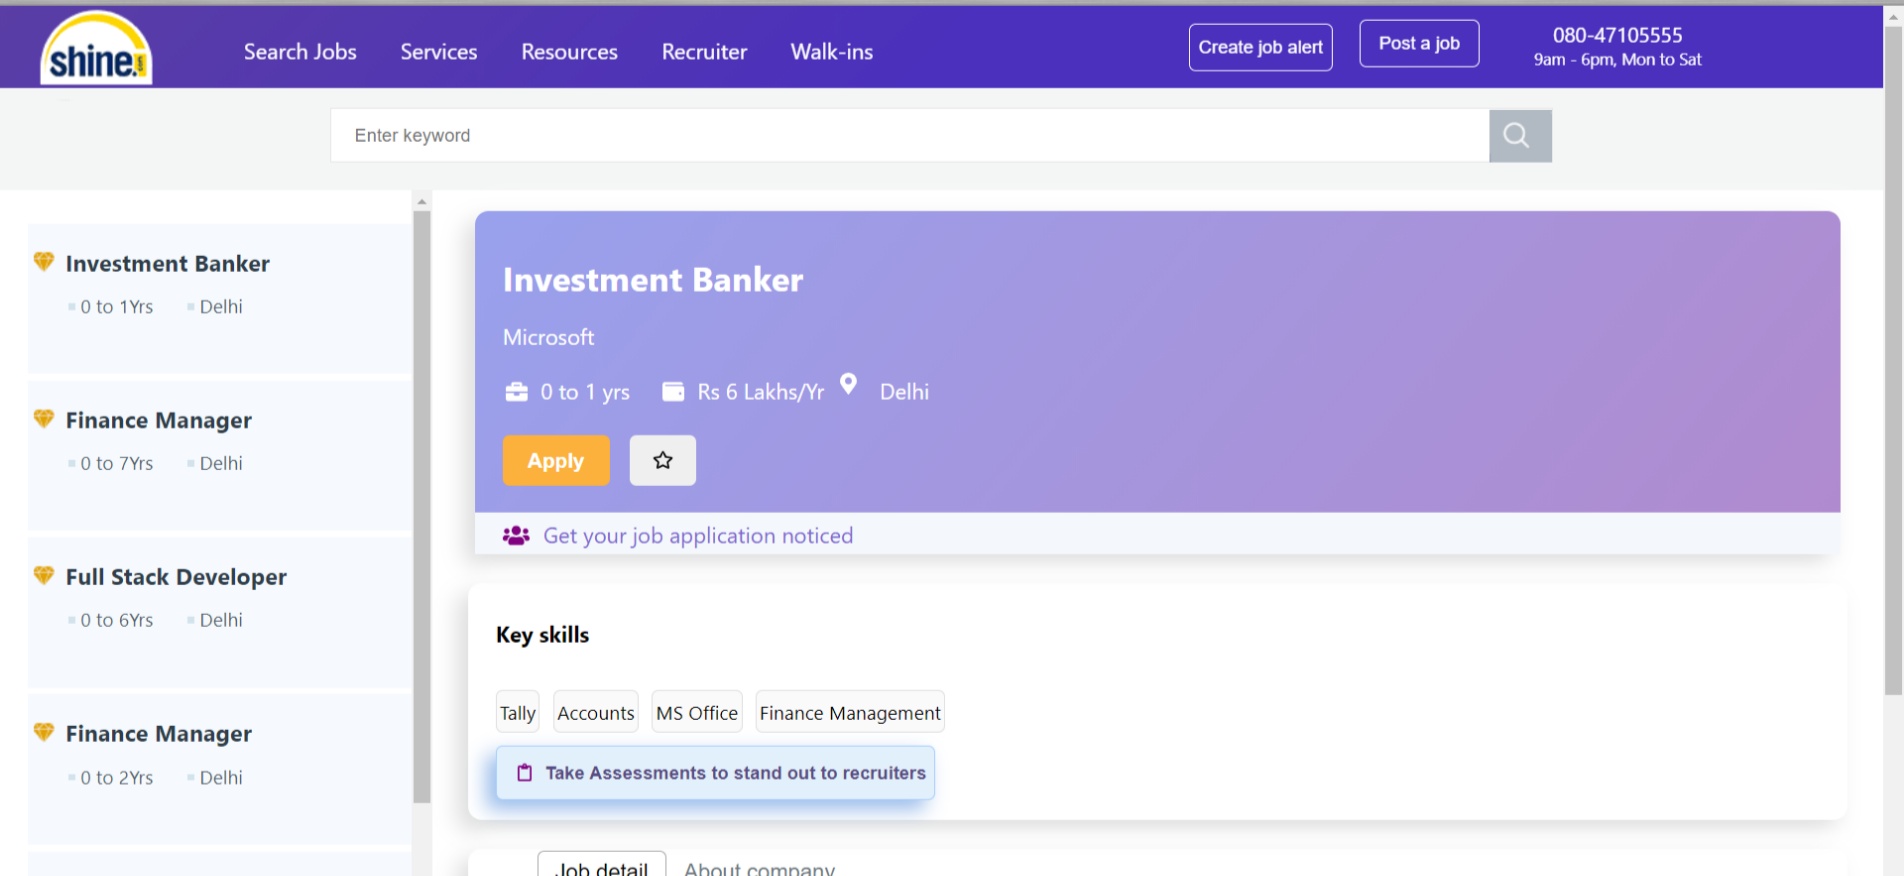 shine.com
Search Jobs
Services
Resources
Recruiter
Walk-ins
Create job alert
Post a job
080-47105555
9am - 6pm, Mon to Sat
Enter keyword
Investment Banker
0 to 1Yrs
Delhi
Finance Manager
0 to 7Yrs
Delhi
Full Stack Developer
0 to 6Yrs
Delhi
Finance Manager
0 to 2Yrs
Delhi
Investment Banker
Microsoft
0 to 1 yrs
Rs 6 Lakhs/Yr
Delhi
Apply
Get your job application noticed
Key skills
Tally
Accounts
MS Office
Finance Management
Take Assessments to stand out to recruiters
Job detail
About company